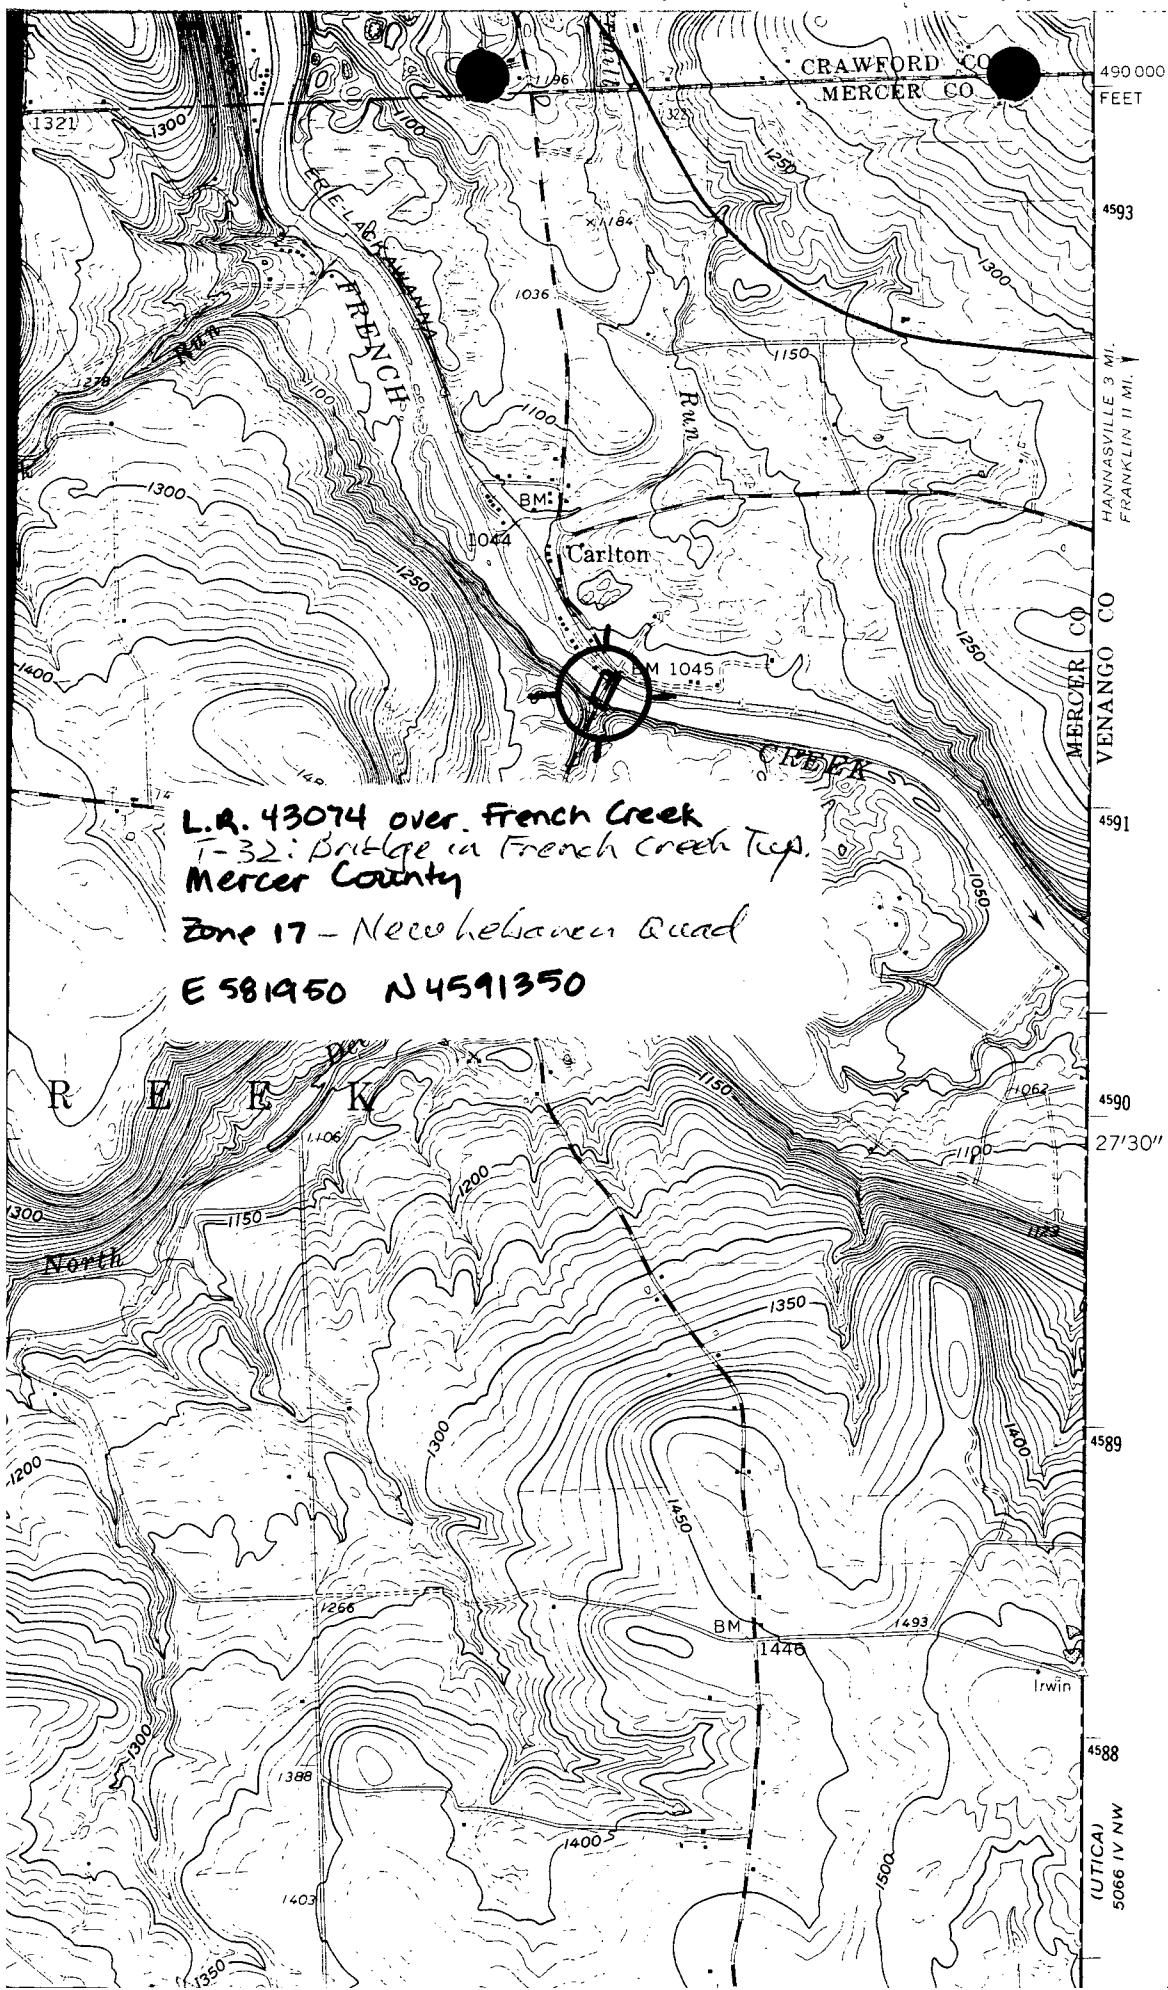 CRAWFORD CO
MERCER CO
490 000
FEET
1196
1321
1300
1100
322
1250
4593
×1184
ERIE-LACKAWANNA
1300
1036
FRENCH
Run
1150
1278
1100
1100
Run
HANNASVILLE 3 MI.
FRANKLIN 11 MI.
1300
BM
1044
Carlton
1250
1250
MERCER CO
VENANGO CO
1400
BM 1045
CREEK
74
4591
L.R. 43074 over French Creek
T-32: Bridge in French Creek Twp.
Mercer County
Zone 17 - New Lebanon Quad
E 581950 N 4591350
1050
R E E K
1150
1062
4590
1106
27'30"
1100
1200
1300
1150
1123
North
1350
1300
1400
4589
1200
1450
1266
BM
1446
1493
Irwin
1300
4588
1388
1400
1500
(UTICA)
5066 IV NW
1403
1350